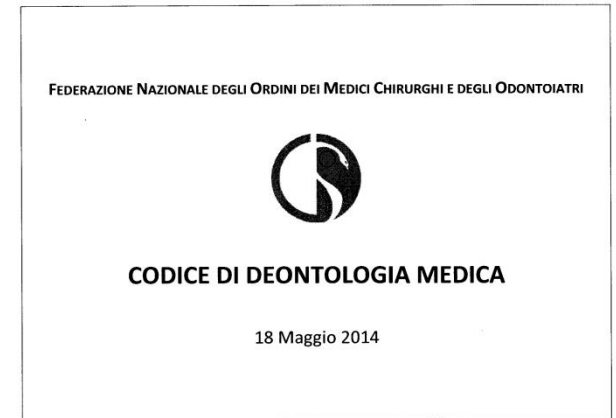 FEDERAZIONE NAZIONALE DEGLI ORDINI DEI MEDICI CHIRURGHI E DEGLI ODONTOIATRI
CODICE DI DEONTOLOGIA MEDICA
18 Maggio 2014